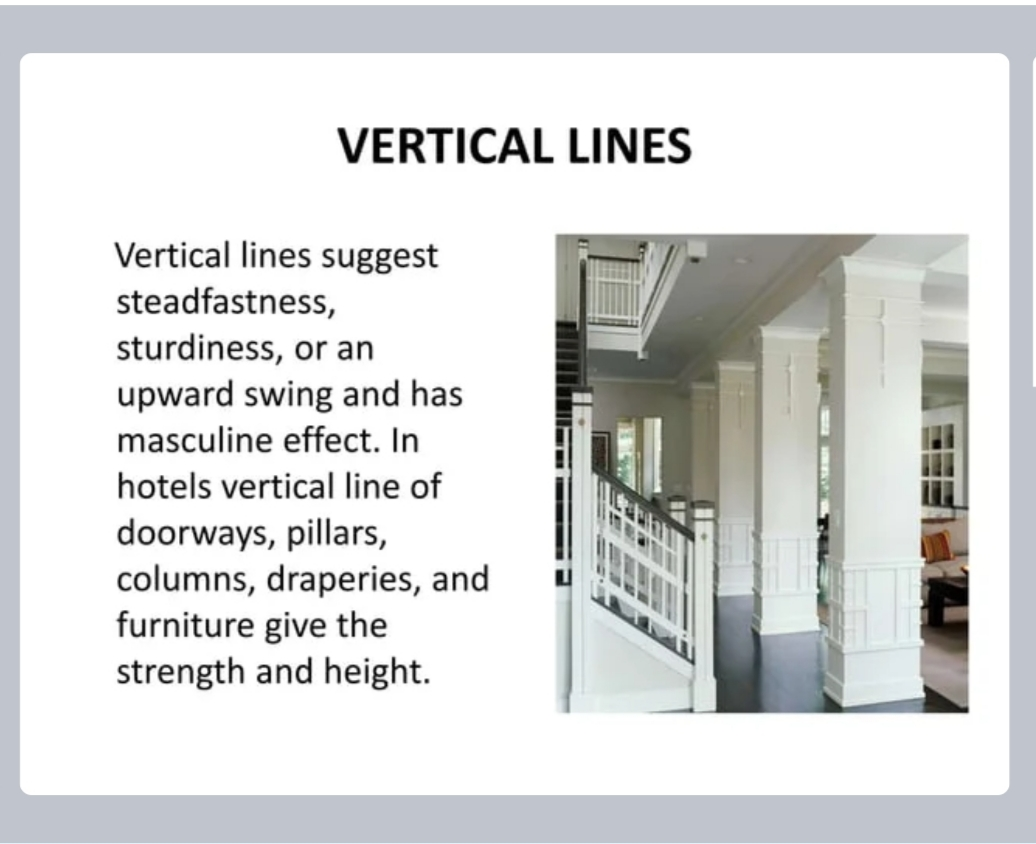 VERTICAL LINES
Vertical lines suggest
steadfastness,
sturdiness, or an
upward swing and has
masculine effect. In
hotels vertical line of
doorways, pillars,
columns, draperies, and
furniture give the
strength and height.